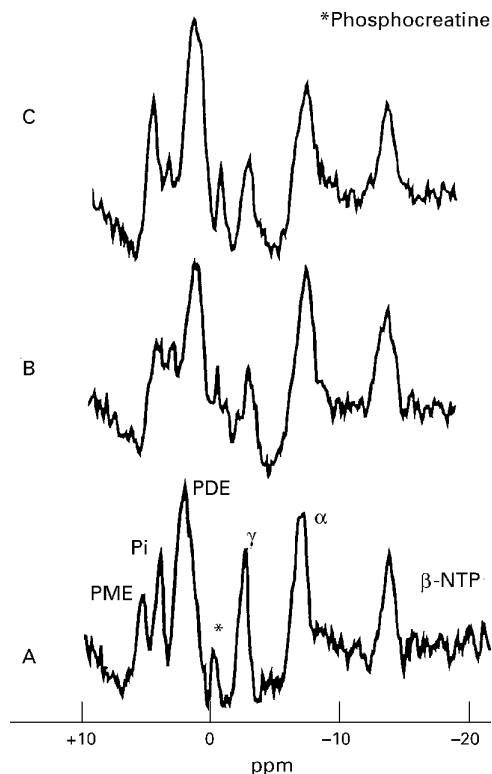 *Phosphocreatine
C
B
PDE
Pi
γ
α
PME
*
β-NTP
A
+10 0 −10 −20
ppm